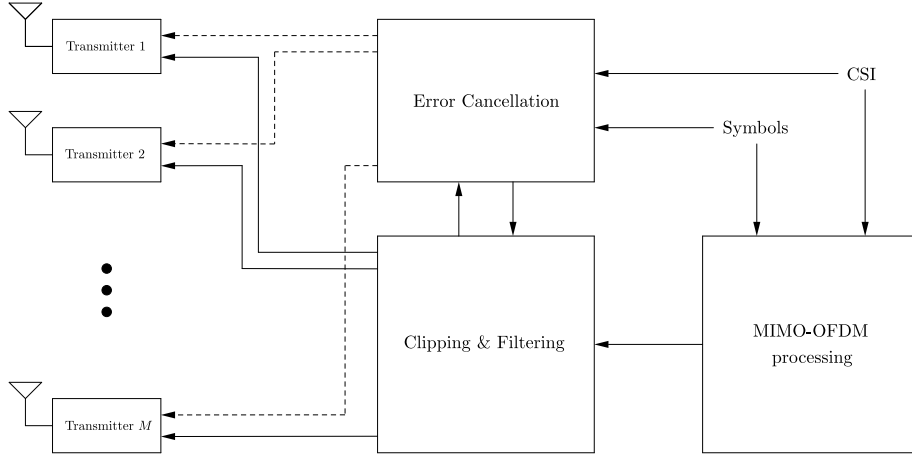 Transmitter 1
Error Cancellation
CSI
Symbols
Transmitter 2
Clipping & Filtering
MIMO-OFDM
processing
Transmitter M